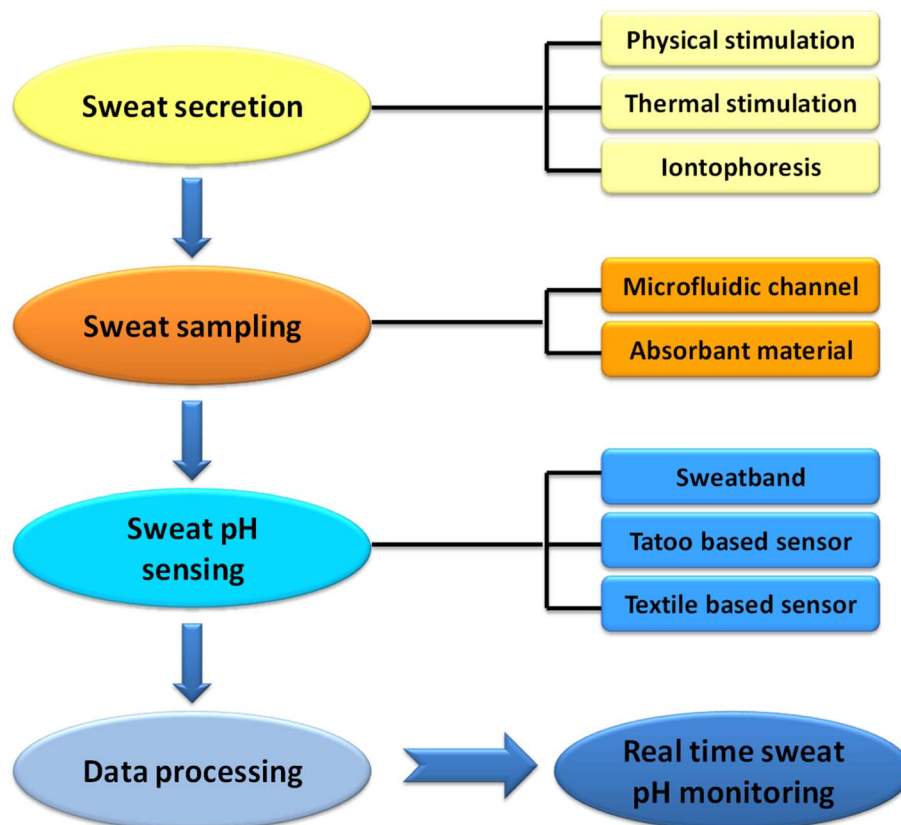 Sweat secretion
Physical stimulation
Thermal stimulation
Iontophoresis
Sweat sampling
Microfluidic channel
Absorbant material
Sweat pH
sensing
Sweatband
Tatoo based sensor
Textile based sensor
Data processing
Real time sweat
pH monitoring